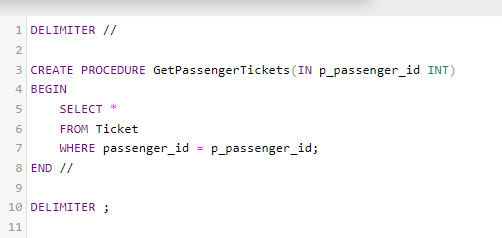 1 DELIMITER //
2
3 CREATE PROCEDURE GetPassengerTickets(IN p_passenger_id INT)
4 BEGIN
5     SELECT *
6     FROM Ticket
7     WHERE passenger_id = p_passenger_id;
8 END //
9
10 DELIMITER ;
11